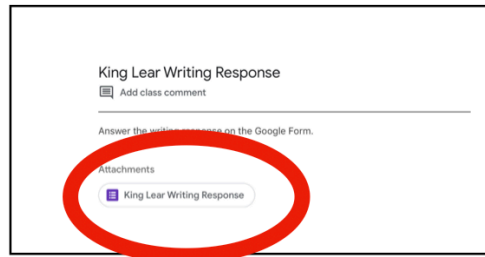 King Lear Writing Response
Add class comment
Answer the writing response on the Google Form.
Attachments
King Lear Writing Response